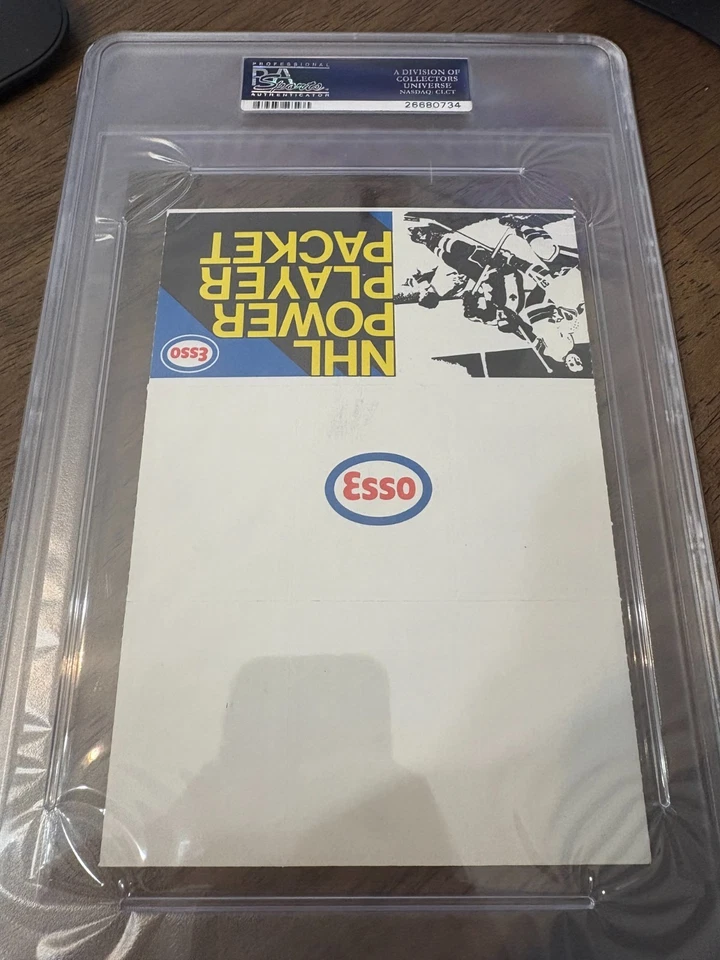 PROFESSIONAL
PSA
Sports
AUTHENTICATOR
A DIVISION OF
COLLECTORS
UNIVERSE
NASDAQ: CLCT
26680734
NHL
POWER
PLAYER
PACKET
Esso
Esso